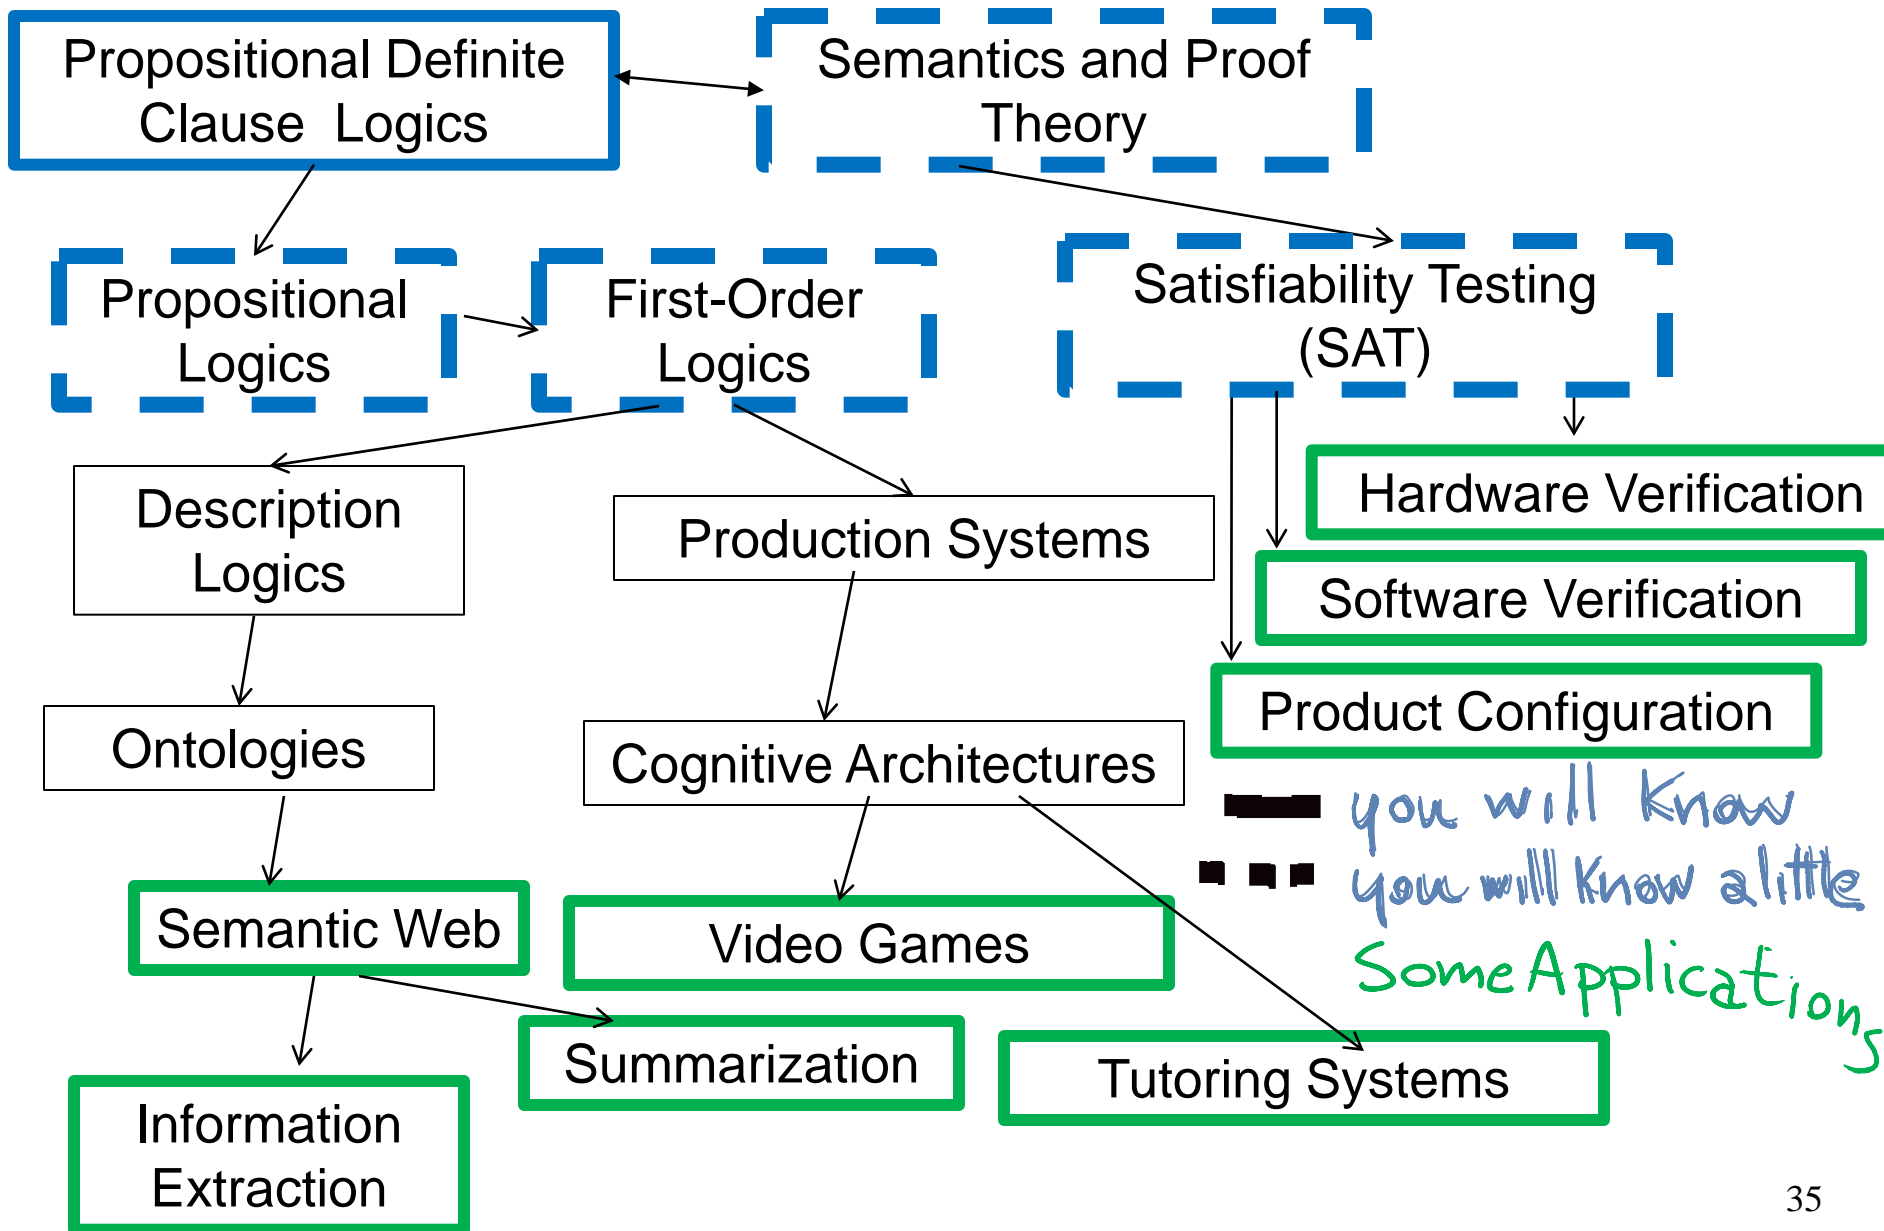 Propositional Definite
Clause Logics
Semantics and Proof
Theory
Propositional
Logics
First-Order
Logics
Satisfiability Testing
(SAT)
Description
Logics
Production Systems
Hardware Verification
Software Verification
Product Configuration
Ontologies
Cognitive Architectures
you will know
you will know a little
Some Applications
Semantic Web
Video Games
Summarization
Tutoring Systems
Information
Extraction
35